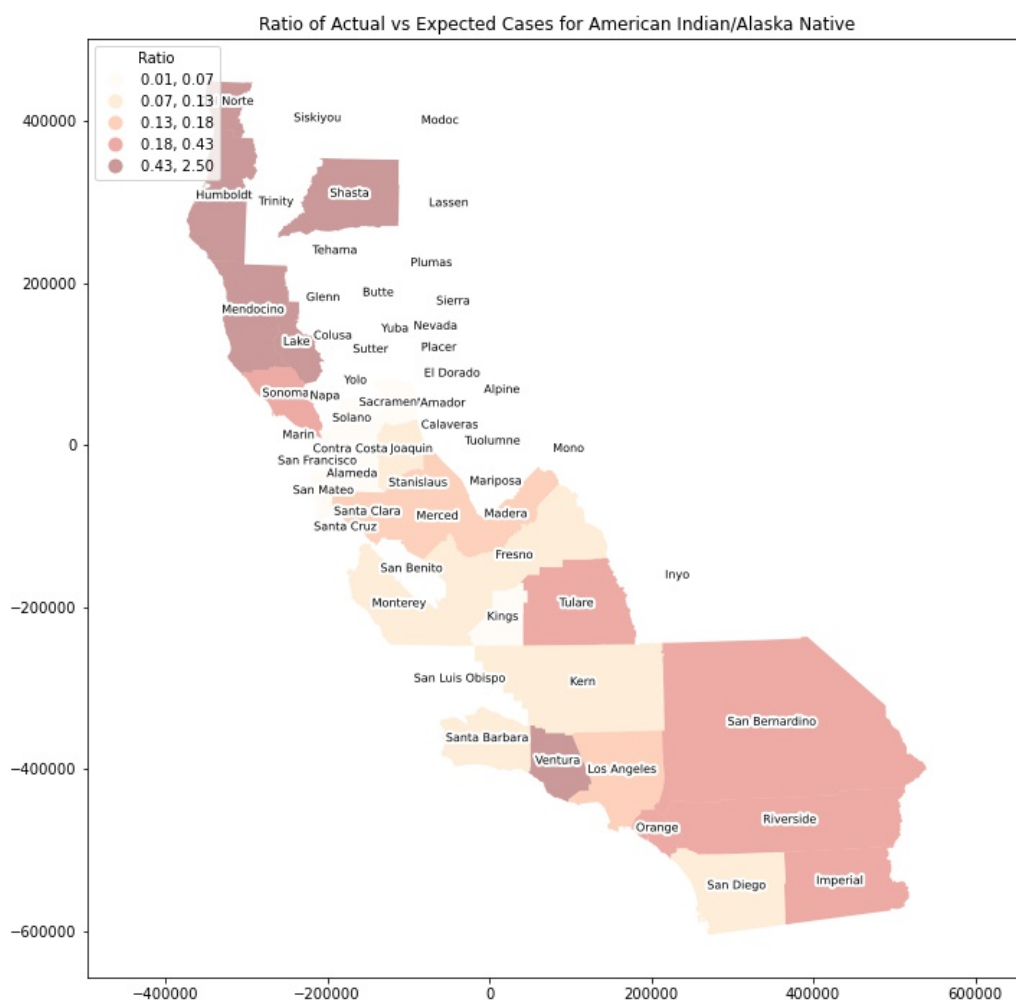 Ratio of Actual vs Expected Cases for American Indian/Alaska Native
Ratio
0.01, 0.07
0.07, 0.13
0.13, 0.18
0.18, 0.43
0.43, 2.50
400000
200000
0
−200000
−400000
−600000
Norte
Siskiyou
Modoc
Humboldt
Trinity
Shasta
Lassen
Tehama
Plumas
Glenn
Butte
Sierra
Mendocino
Lake
Colusa
Yuba
Nevada
Sutter
Placer
Yolo
El Dorado
Sonoma
Napa
Sacrament
Amador
Alpine
Solano
Calaveras
Marin
Contra Costa
Joaquin
Tuolumne
Mono
San Francisco
Alameda
Stanislaus
Mariposa
San Mateo
Santa Clara
Merced
Madera
Santa Cruz
San Benito
Fresno
Inyo
Monterey
Kings
Tulare
San Luis Obispo
Kern
San Bernardino
Santa Barbara
Ventura
Los Angeles
Orange
Riverside
San Diego
Imperial
−400000
−200000
0
200000
400000
600000